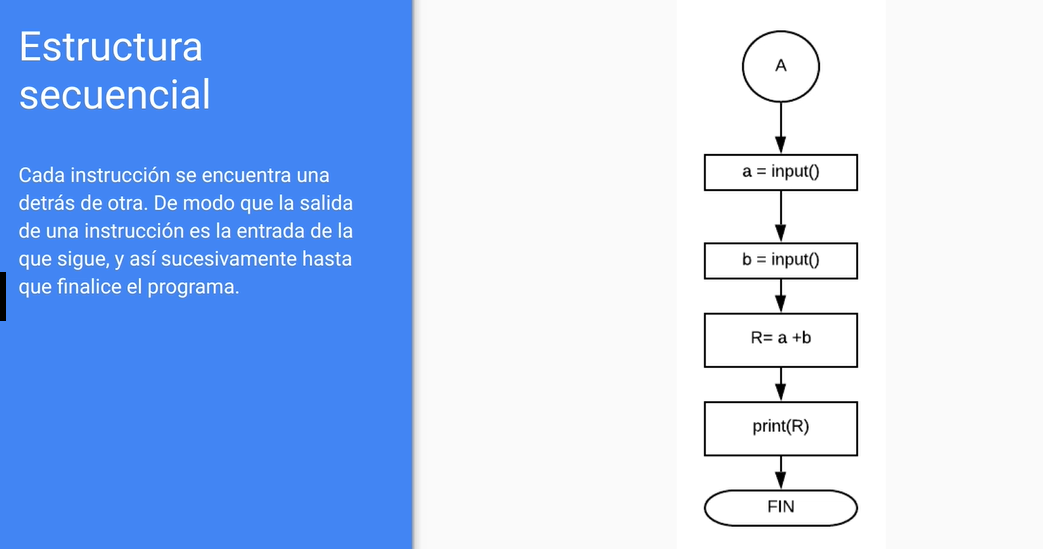 Estructura
secuencial
Cada instrucción se encuentra una
detrás de otra. De modo que la salida
de una instrucción es la entrada de la
que sigue, y así sucesivamente hasta
que finalice el programa.
A
a = input()
b = input()
R= a +b
print(R)
FIN